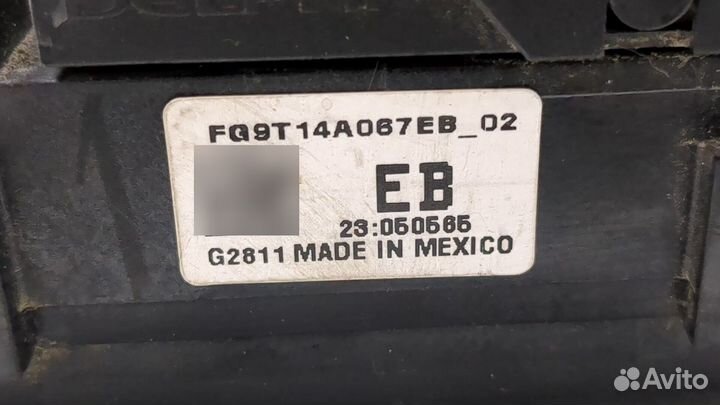 FG9T14A067EB_02
EB
23:050565
G2811 MADE IN MEXICO
Avito